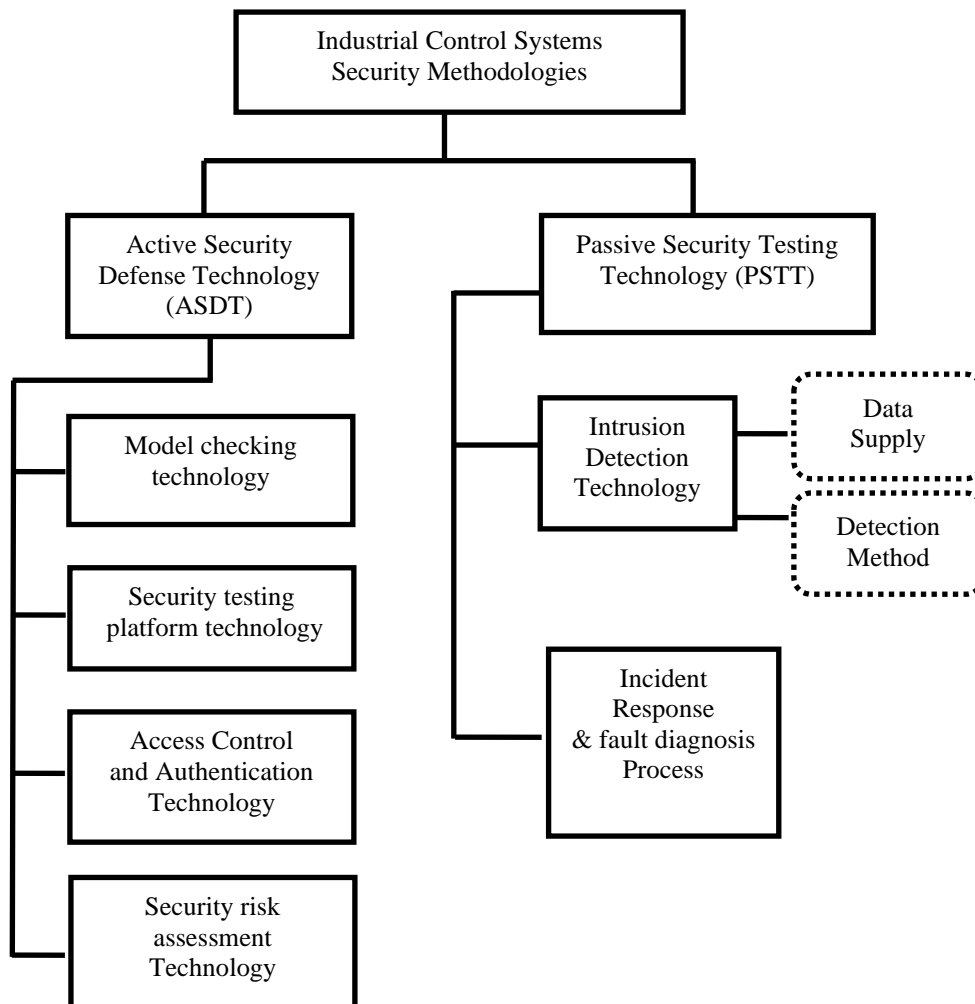 Industrial Control Systems
Security Methodologies
Active Security
Defense Technology
(ASDT)
Passive Security Testing
Technology (PSTT)
Model checking
technology
Security testing
platform technology
Access Control
and Authentication
Technology
Security risk
assessment
Technology
Intrusion
Detection
Technology
Data
Supply
Detection
Method
Incident
Response
& fault diagnosis
Process